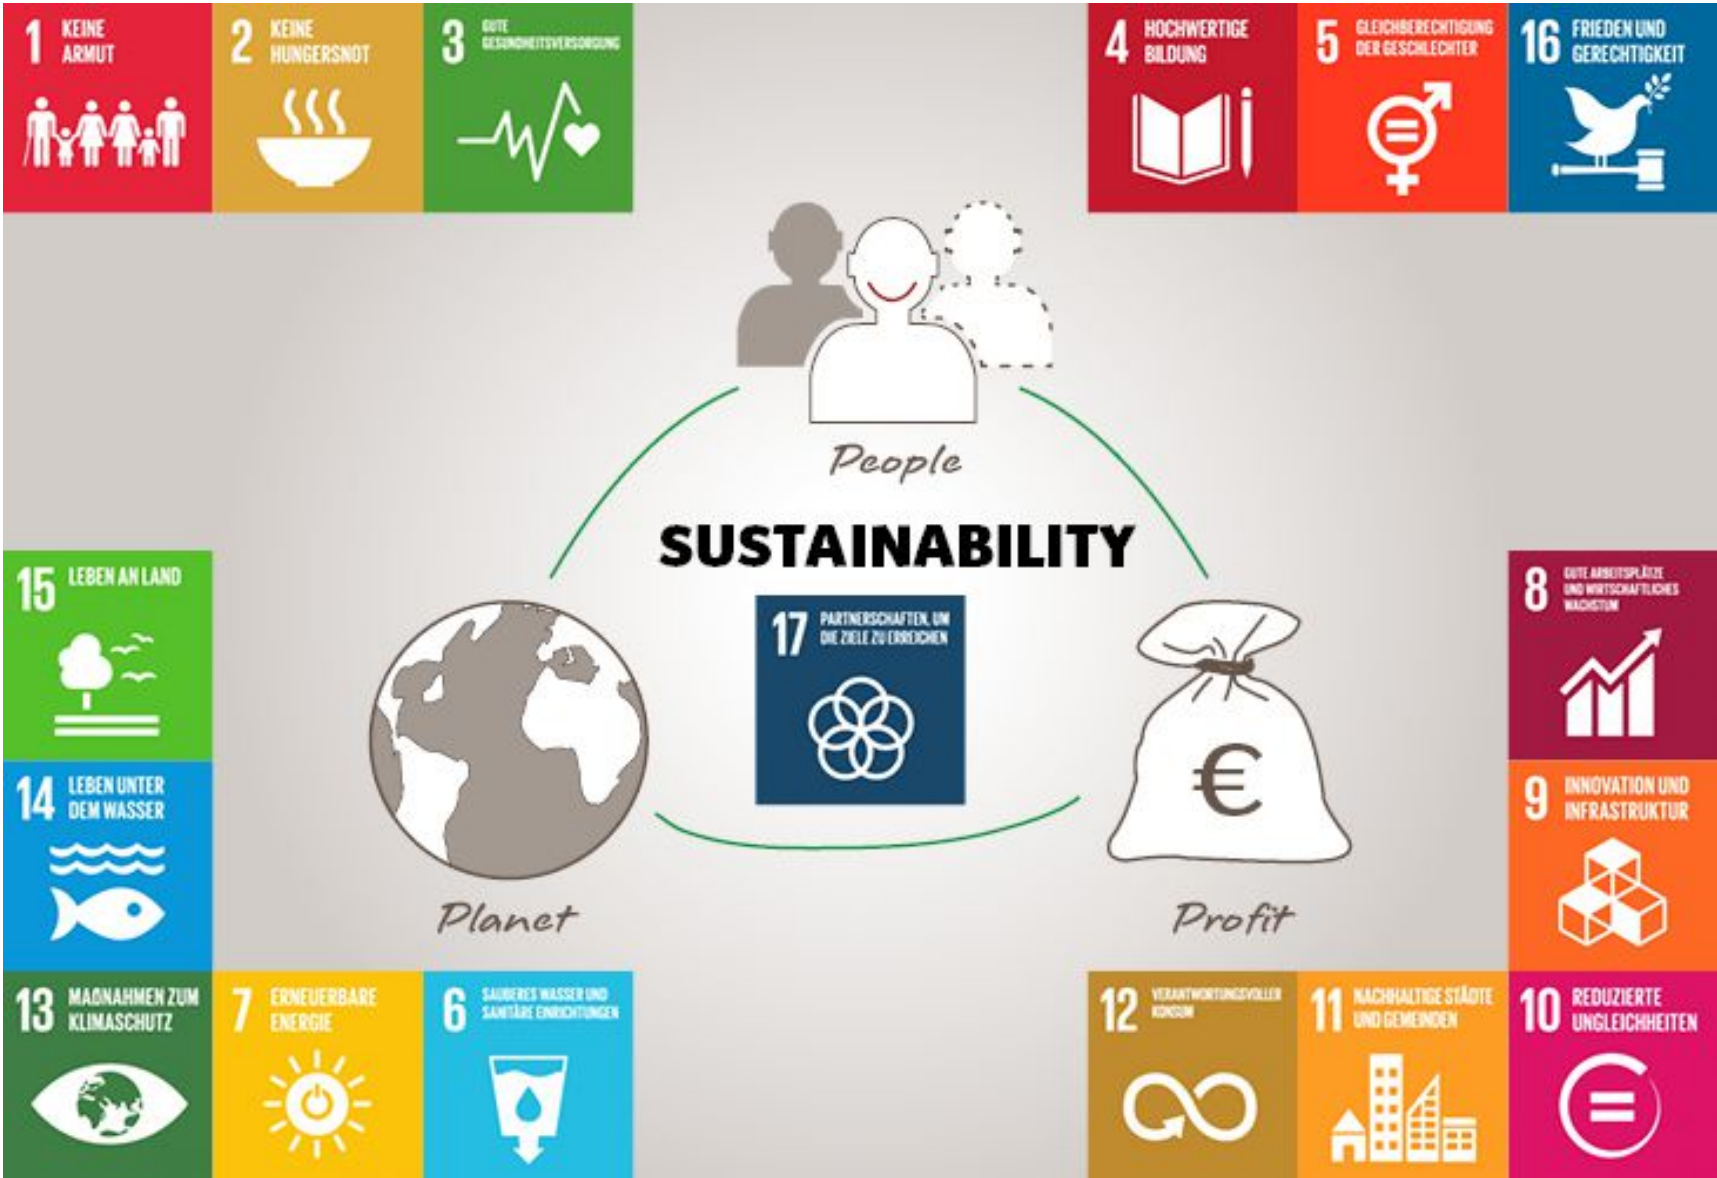 1 KEINE
ARMUT
2 KEINE
HUNGERSNOT
3 GUTE
GESUNDHEITSVERSORGUNG
4 HOCHWERTIGE
BILDUNG
5 GLEICHBERECHTIGUNG
DER GESCHLECHTER
16 FRIEDEN UND
GERECHTIGKEIT
People
SUSTAINABILITY
17 PARTNERSCHAFTEN, UM
DIE ZIELE ZU ERREICHEN
€
Planet
Profit
15 LEBEN AN LAND
14 LEBEN UNTER
DEM WASSER
13 MAẞNAHMEN ZUM
KLIMASCHUTZ
7 ERNEUERBARE
ENERGIE
6 SAUBERES WASSER UND
SANITÄRE EINRICHTUNGEN
8 GUTE ARBEITSPLÄTZE
UND WIRTSCHAFTLICHES
WACHSTUM
9 INNOVATION UND
INFRASTRUKTUR
12 VERANTWORTUNGSVOLLER
KONSUM
11 NACHHALTIGE STÄDTE
UND GEMEINDEN
10 REDUZIERTE
UNGLEICHHEITEN